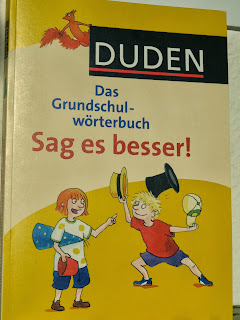 DUDEN
Das
Grundschul-
wörterbuch
Sag es besser!